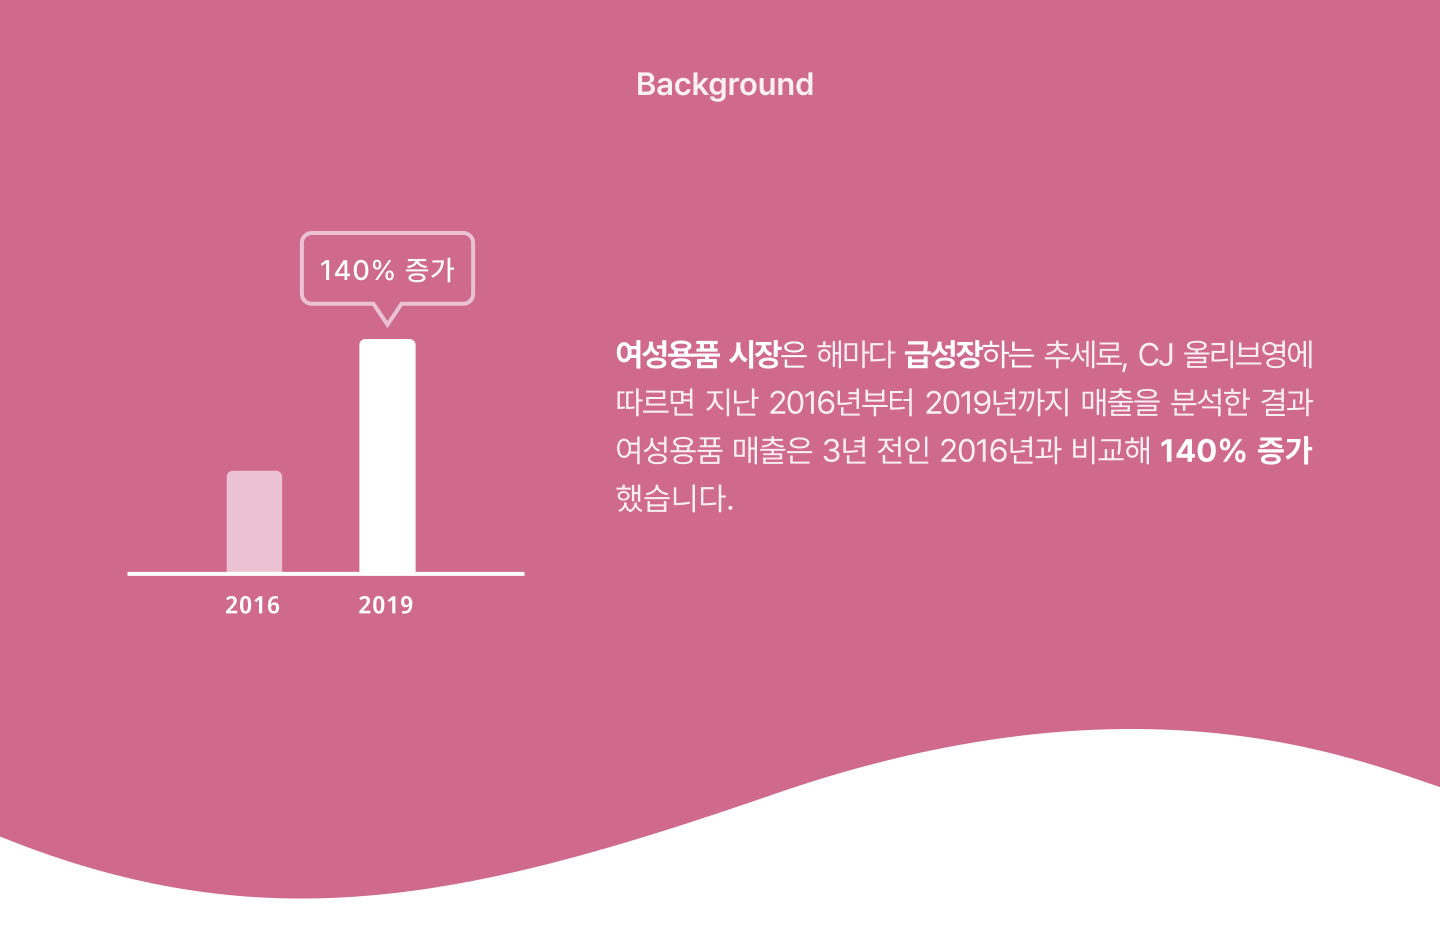 Background
140% 증가
2016
2019
여성용품 시장은 해마다 급성장하는 추세로, CJ 올리브영에
따르면 지난 2016년부터 2019년까지 매출을 분석한 결과
여성용품 매출은 3년 전인 2016년과 비교해 140% 증가
했습니다.